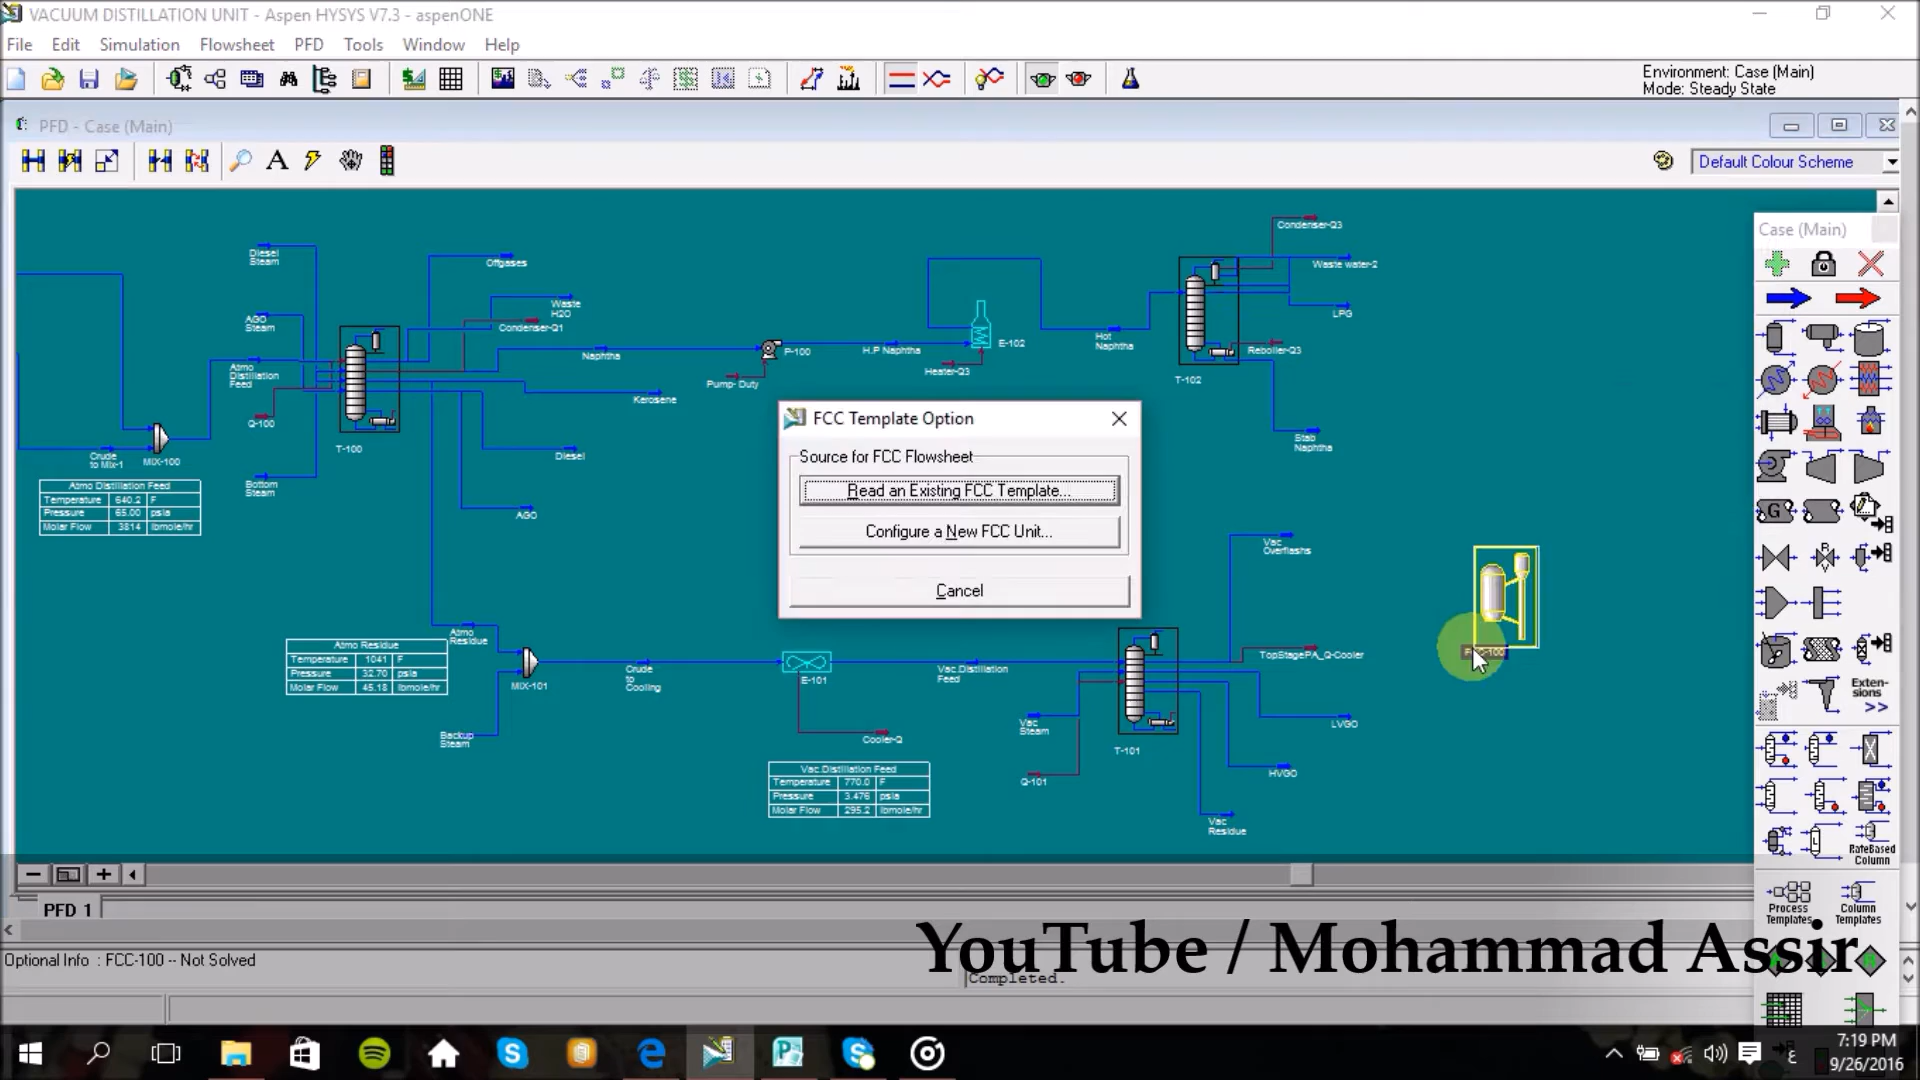 VACUUM DISTILLATION UNIT - Aspen HYSYS V7.3 - aspenONE
File Edit Simulation Flowsheet PFD Tools Window Help
Environment: Case (Main)
Mode: Steady State
PFD - Case (Main)
Default Colour Scheme
Case (Main)
Condenser-Q3
Diesel
Steam
Offgases
Waste water-2
Waste
H2O
LPG
AGO
Steam
Condenser-Q1
Hot
Naphtha
E-102
P-100
H.P Naphtha
Naphtha
Reboiler-Q3
Atmo
Distillation
Feed
Heater-Q3
T-102
Pump- Duty
Kerosene
Q-100
FCC Template Option
Source for FCC Flowsheet
Read an Existing FCC Template...
Configure a New FCC Unit...
Cancel
Stab
Naphtha
T-100
Diesel
Crude
to Mix-1
MIX-100
Bottom
Steam
Atmo Distillation Feed
Temperature 640.2 F
Pressure 65.00 psia
Molar Flow 3814 lbmole/hr
AGO
Vac
Overflashs
Atmo
Residue
Atmo Residue
Temperature 1041 F
Pressure 32.70 psia
Molar Flow 45.18 lbmole/hr
TopStagePA_Q-Cooler
MIX-101
Crude
to
Cooling
E-101
Vac Distillation
Feed
Vac
Steam
LVGO
Backup
Steam
Cooler-Q
T-101
Q-101
HVGO
Vac Distillation Feed
Temperature 770.0 F
Pressure 3.476 psia
Molar Flow 295.2 lbmole/hr
Vac
Residue
Exten-
sions
>>
RateBased
Column
Process
Templates
Column
Templates
PFD 1
YouTube / Mohammad Assir
Optional Info : FCC-100 -- Not Solved
Completed.
7:19 PM
9/26/2016